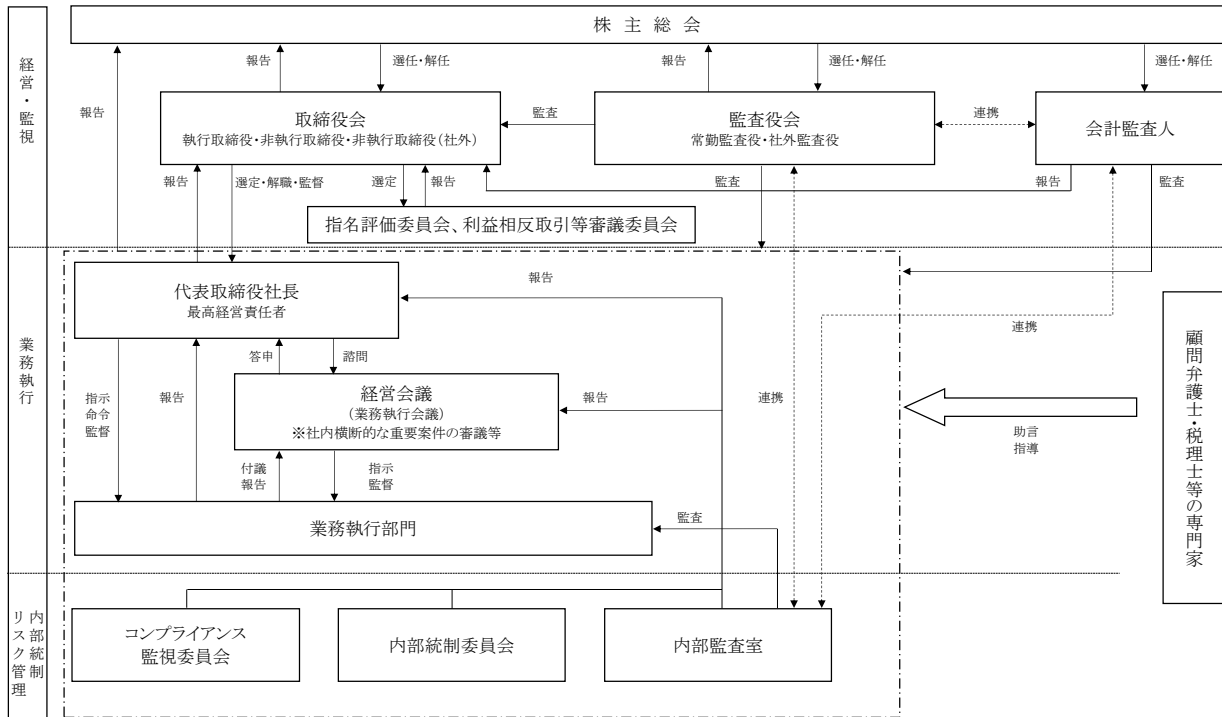 株主総会
経営・監視
報告
報告
選任・解任
報告
選任・解任
選任・解任
取締役会
執行取締役・非執行取締役・非執行取締役(社外)
監査
監査役会
常勤監査役・社外監査役
連携
会計監査人
報告
選定・解職・監督
選定
報告
監査
報告
監査
指名評価委員会、利益相反取引等審議委員会
業務執行
代表取締役社長
最高経営責任者
報告
答申
諮問
指示
命令
監督
報告
経営会議
(業務執行会議)
※社内横断的な重要案件の審議等
報告
連携
連携
助言
指導
顧問弁護士・税理士等の専門家
付議
報告
指示
監督
業務執行部門
監査
内部統制
リスク管理
コンプライアンス
監視委員会
内部統制委員会
内部監査室